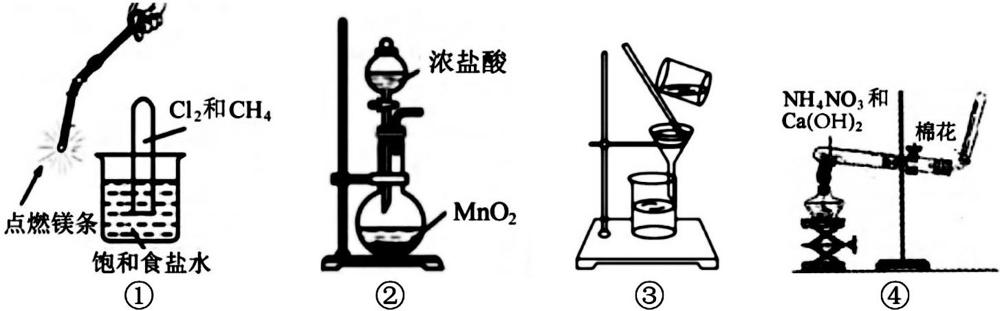 Cl₂和CH₄
点燃镁条
饱和食盐水
①
浓盐酸
MnO₂
②
③
NH₄NO₃和
Ca(OH)₂
棉花
④